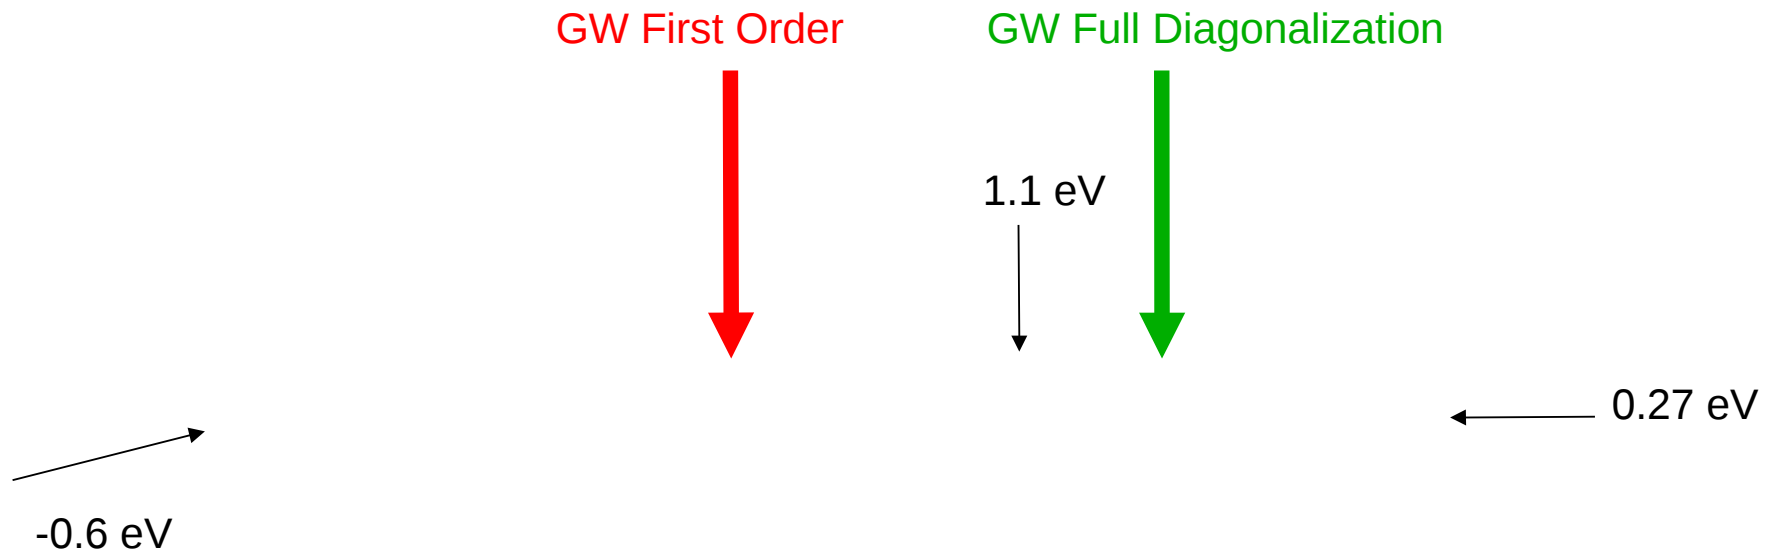 GW First Order
GW Full Diagonalization
1.1 eV
0.27 eV
-0.6 eV